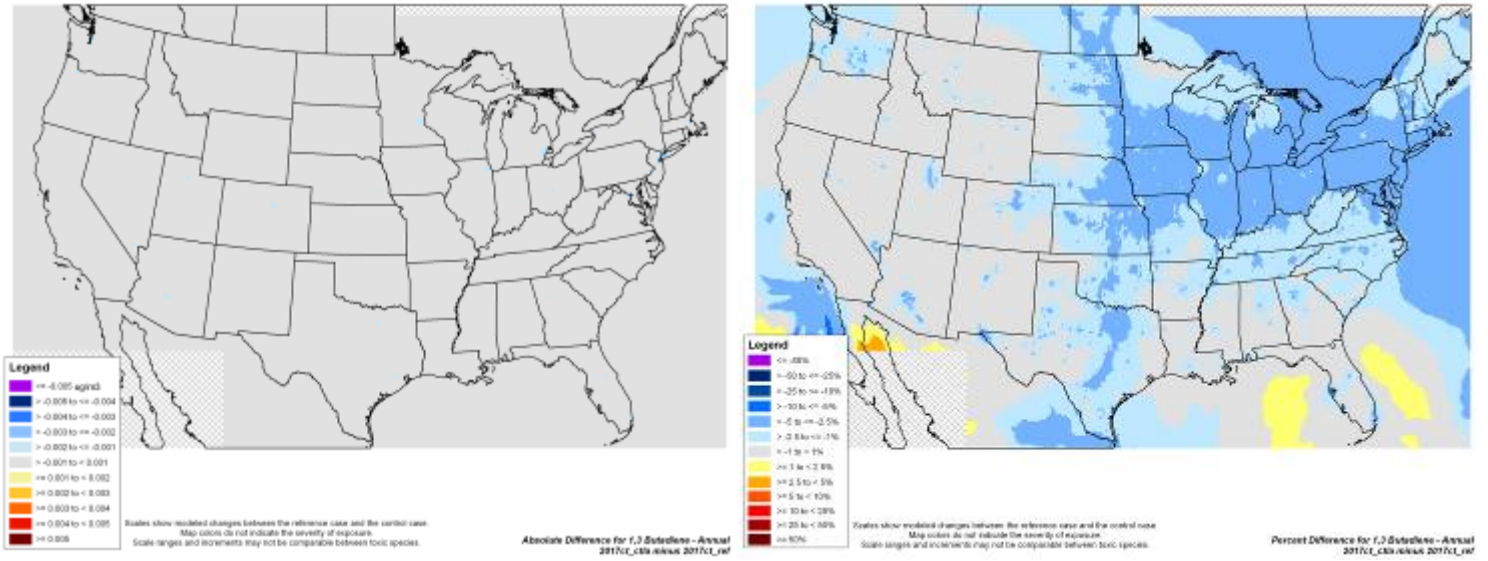 Legend
<= -0.005 ug/m3
> -0.005 to <= -0.004
> -0.004 to <= -0.003
> -0.003 to <= -0.002
> -0.002 to <= -0.001
> -0.001 to < 0.001
>= 0.001 to < 0.002
>= 0.002 to < 0.003
>= 0.003 to < 0.004
>= 0.004 to < 0.005
>= 0.005
Scales show modeled changes between the reference case and the control case.
Map colors do not indicate the severity of exposure.
Scale ranges and increments may not be comparable between toxic species.
Absolute Difference for 1,3 Butadiene - Annual
2017ct_ctls minus 2017ct_ref
Legend
<= -50%
> -50 to <= -25%
> -25 to <= -10%
> -10 to <= -5%
> -5 to <= -2.5%
> -2.5 to <= -1%
> -1 to < 1%
>= 1 to < 2.5%
>= 2.5 to < 5%
>= 5 to < 10%
>= 10 to < 25%
>= 25 to < 50%
>= 50%
Scales show modeled changes between the reference case and the control case
Map colors do not indicate the severity of exposure.
Scale ranges and increments may not be comparable between toxic species.
Percent Difference for 1,3 Butadiene - Annual
2017ct_ctls minus 2017ct_ref